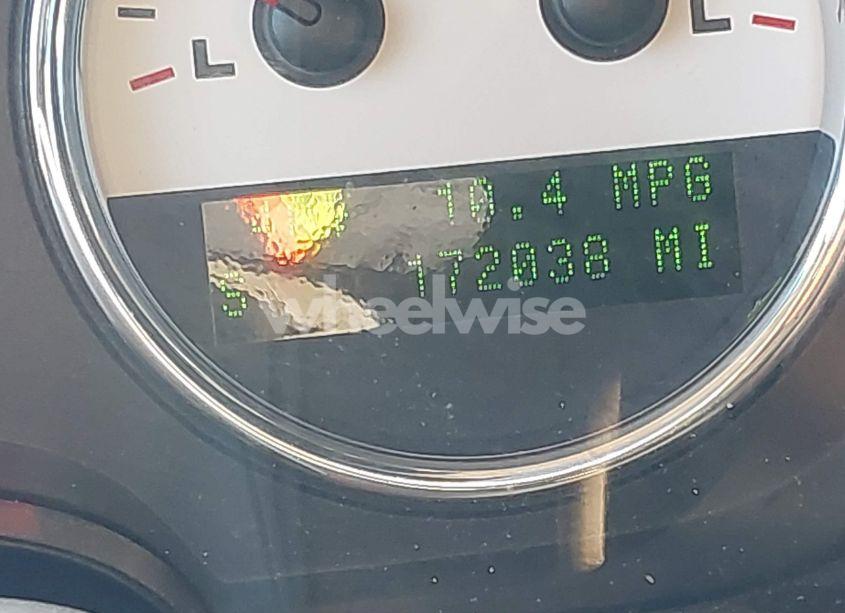 L L
10.4 MPG
S 172038 MI
wheelwise